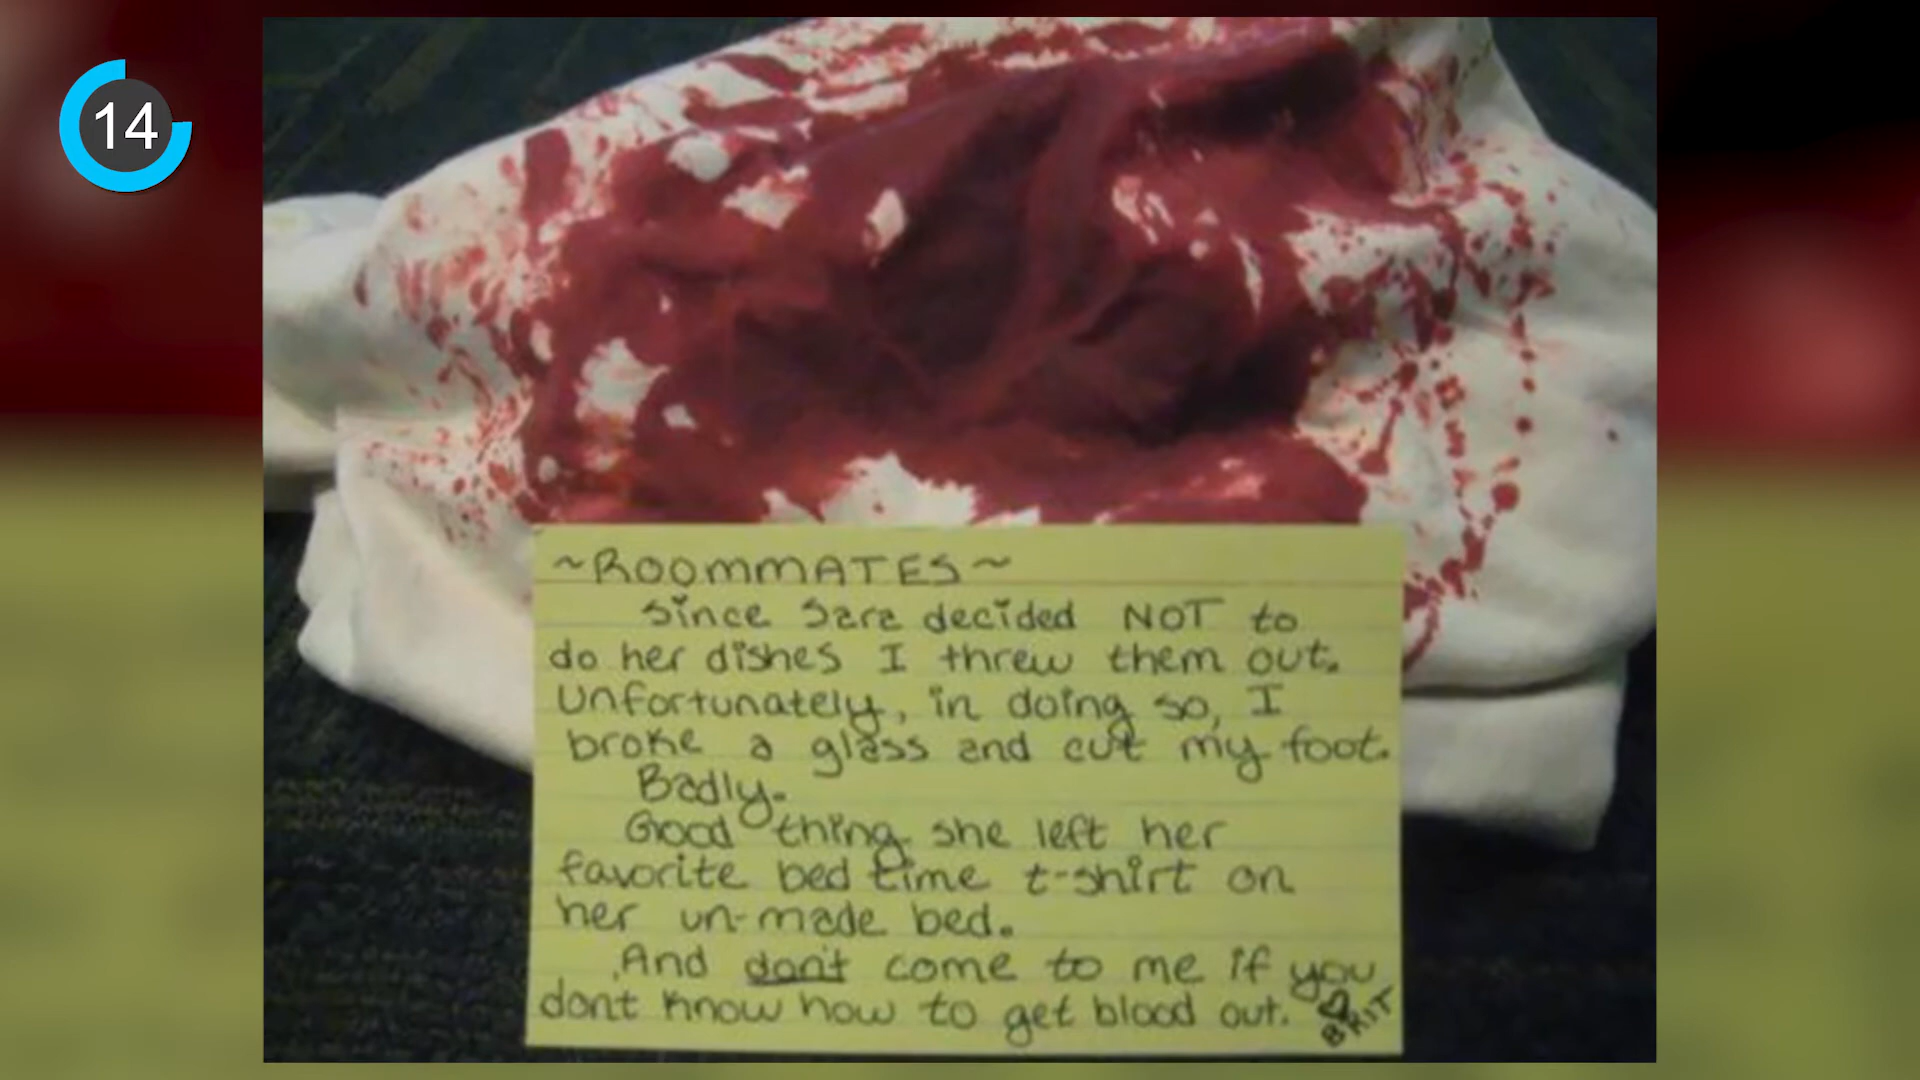 14
~ROOMMATES~
Since Sara decided NOT to
do her dishes I threw them out.
Unfortunately, in doing so, I
broke a glass and cut my foot.
Badly.
Good thing she left her
favorite bed time t-shirt on
her un-made bed.
And don't come to me if you
dont know how to get blood out. ♡
BRIT